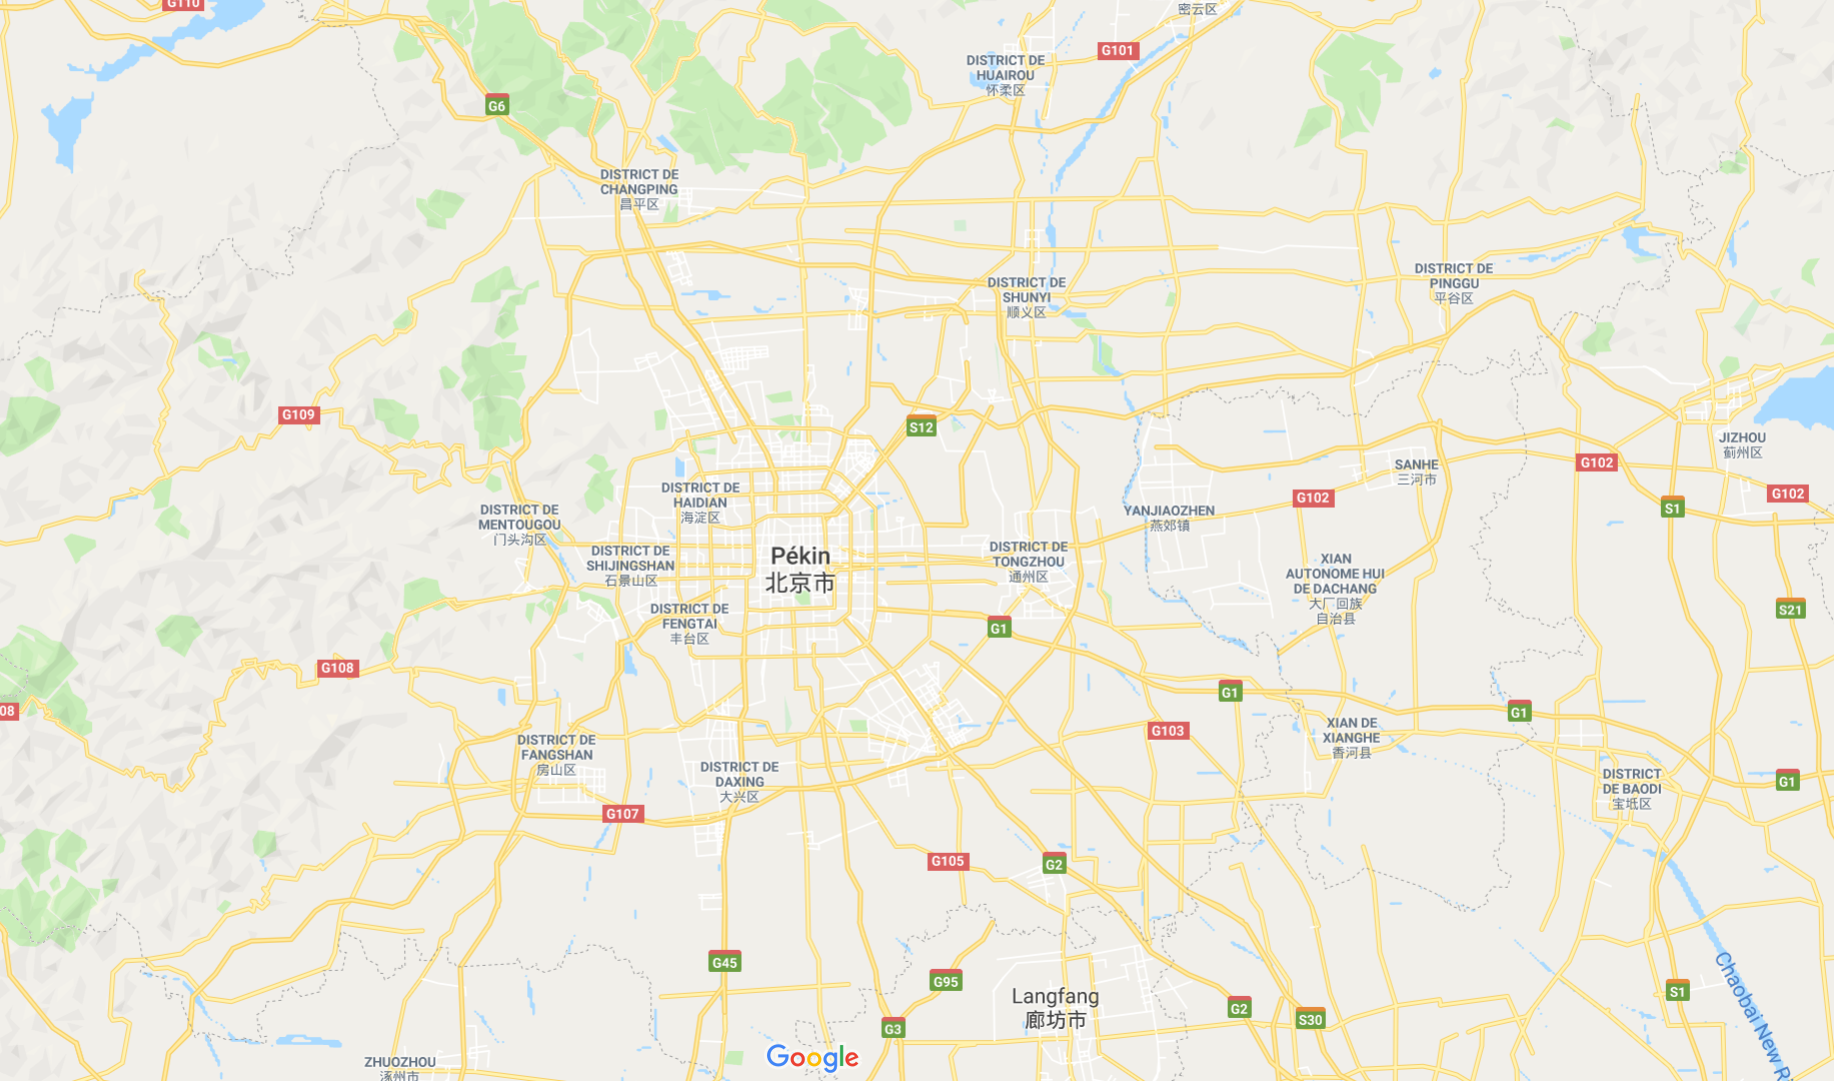 G110
密云区
G101
DISTRICT DE
HUAIROU
怀柔区
G6
DISTRICT DE
CHANGPING
昌平区
DISTRICT DE
SHUNYI
顺义区
DISTRICT DE
PINGGU
平谷区
G109
S12
JIZHOU
蓟州区
G102
SANHE
三河市
G102
G102
S1
DISTRICT DE
HAIDIAN
海淀区
DISTRICT DE
MENTOUGOU
门头沟区
YANJIAOZHEN
燕郊镇
DISTRICT DE
SHIJINGSHAN
石景山区
Pékin
北京市
DISTRICT DE
TONGZHOU
通州区
XIAN
AUTONOME HUI
DE DACHANG
大厂回族
自治县
S21
DISTRICT DE
FENGTAI
丰台区
G1
G108
G1
08
G1
G103
XIAN DE
XIANGHE
香河县
DISTRICT DE
FANGSHAN
房山区
DISTRICT DE
DAXING
大兴区
DISTRICT
DE BAODI
宝坻区
G1
G107
G105
G2
G45
G95
Langfang
廊坊市
G3
G2
S30
S1
Chaobai New Ri
ZHUOZHOU
涿州市
Google